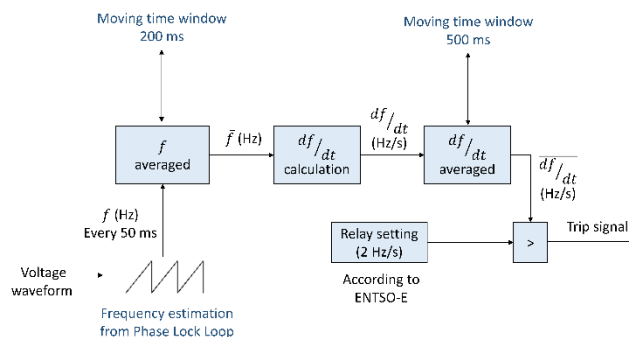 Moving time window
200 ms
Moving time window
500 ms
f
averaged
f̄ (Hz)
df/dt
calculation
df/dt
(Hz/s)
df/dt
averaged
df/dt
(Hz/s)
f (Hz)
Every 50 ms
Relay setting
(2 Hz/s)
>
Trip signal
According to
ENTSO-E
Voltage
waveform
Frequency estimation
from Phase Lock Loop